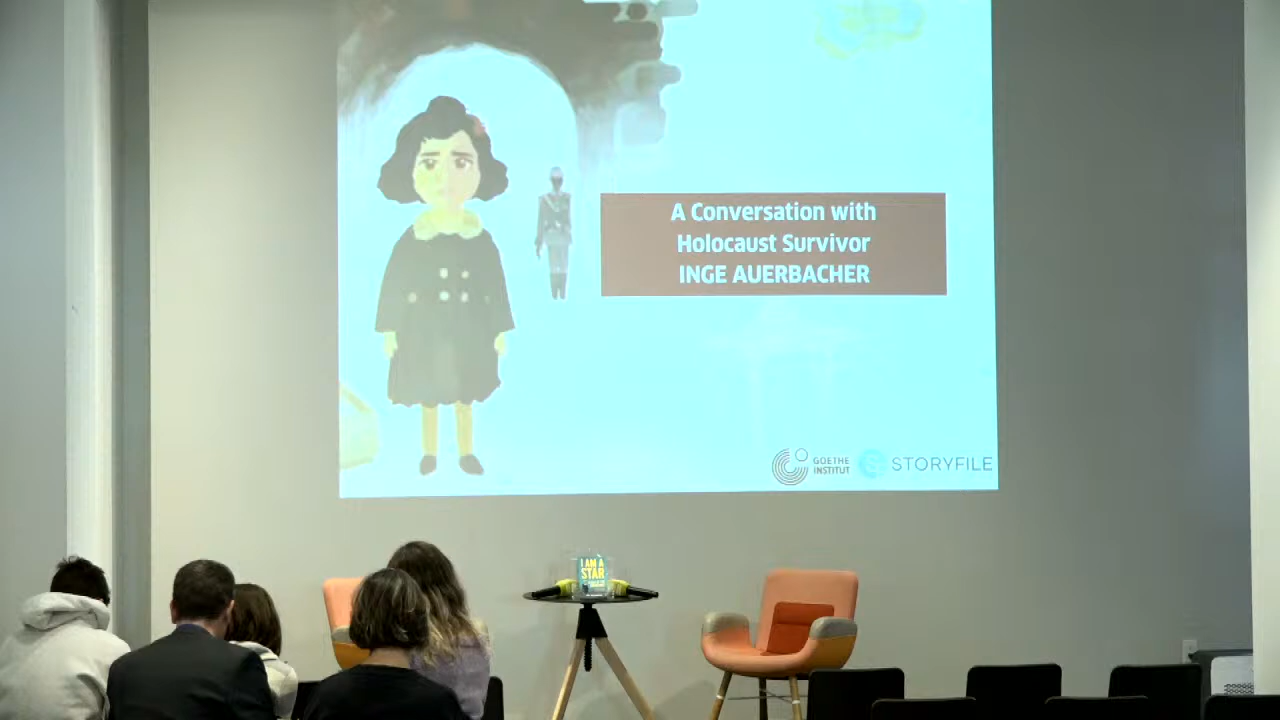 A Conversation with
Holocaust Survivor
INGE AUERBACHER
GOETHE
INSTITUT
STORYFILE
I AM A
STAR